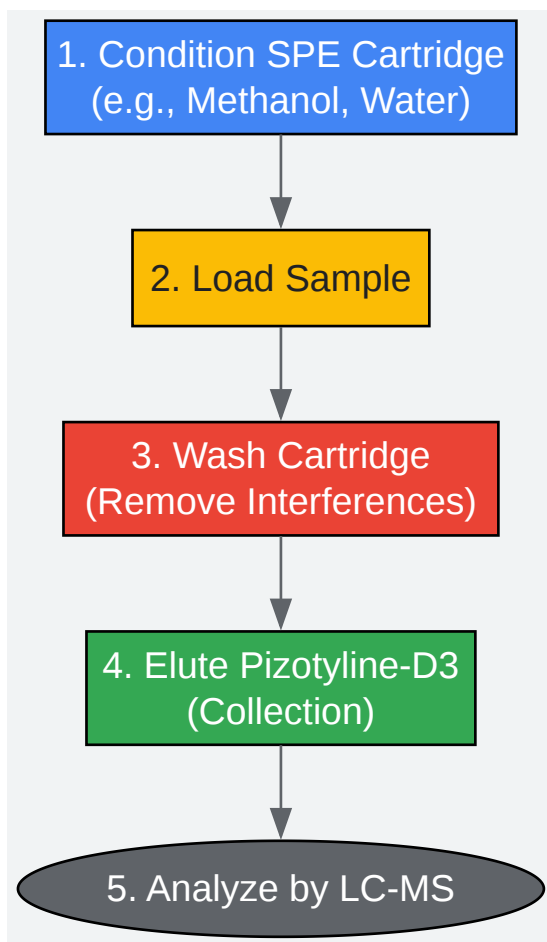 1. Condition SPE Cartridge
(e.g., Methanol, Water)
2. Load Sample
3. Wash Cartridge
(Remove Interferences)
4. Elute Pizotyline-D3
(Collection)
5. Analyze by LC-MS